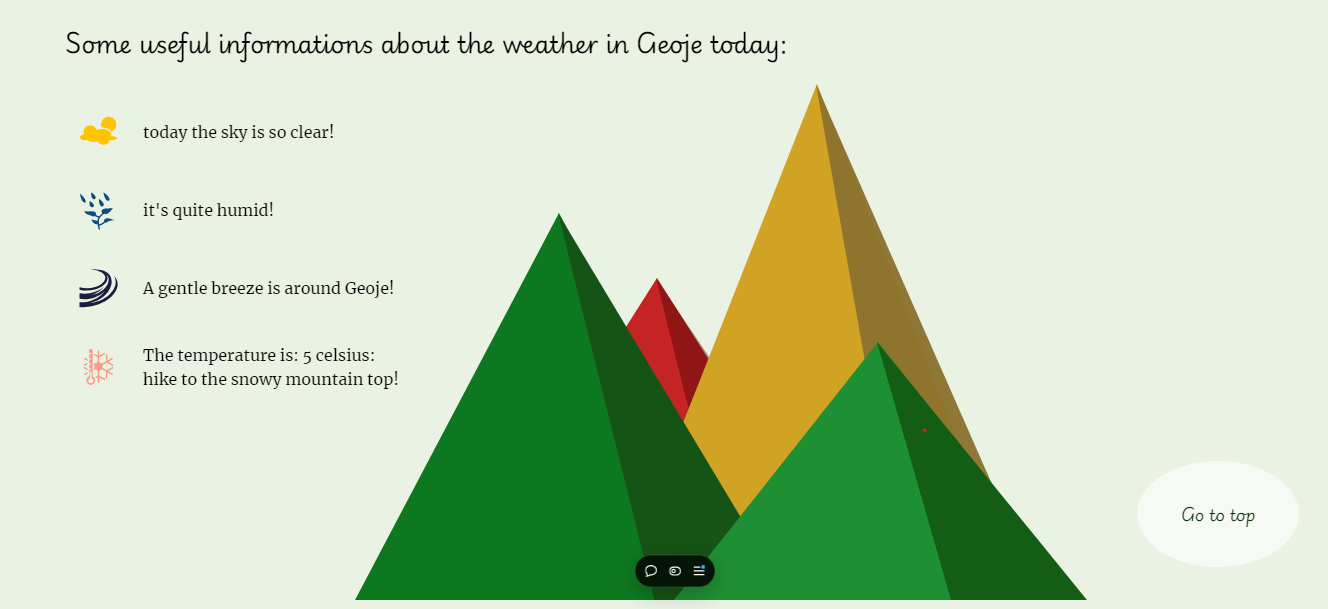 Some useful informations about the weather in Geoje today:
today the sky is so clear!
it's quite humid!
A gentle breeze is around Geoje!
The temperature is: 5 celsius:
hike to the snowy mountain top!
Go to top